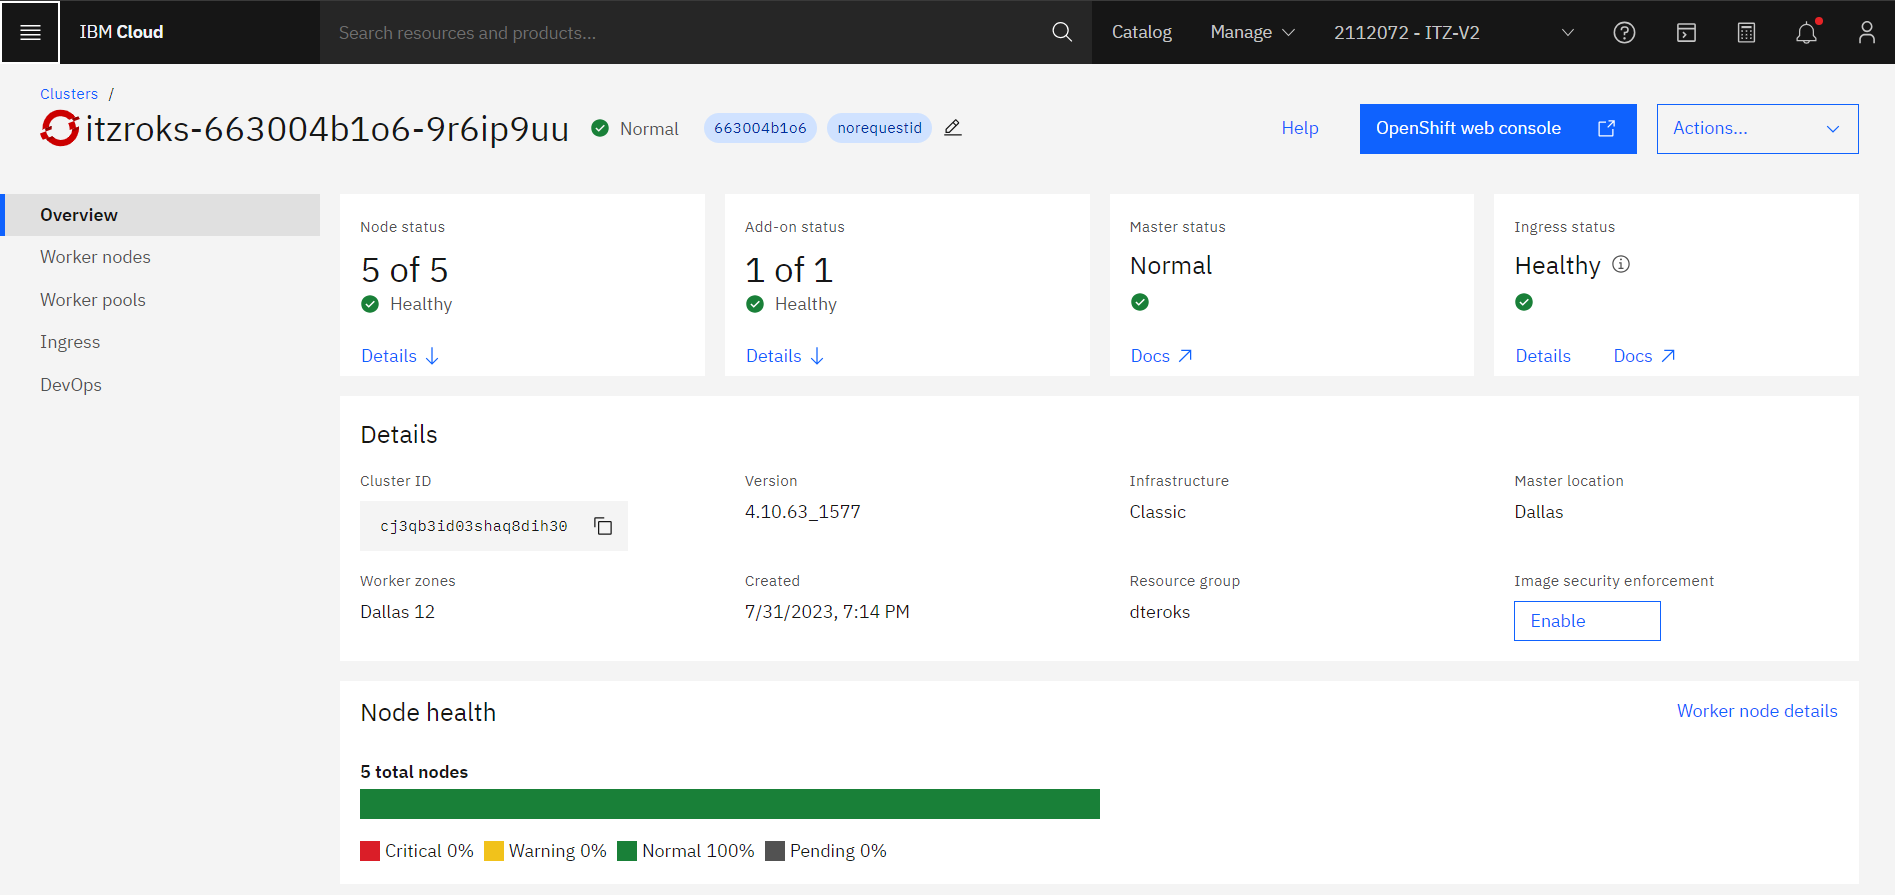 IBM Cloud
Search resources and products...
Catalog
Manage
2112072 - ITZ-V2
Clusters /
itzroks-663004b1o6-9r6ip9uu
Normal
663004b1o6
norequestid
Help
OpenShift web console
Actions...
Overview
Worker nodes
Worker pools
Ingress
DevOps
Node status
5 of 5
Healthy
Details
Add-on status
1 of 1
Healthy
Details
Master status
Normal
Docs
Ingress status
Healthy
Details
Docs
Details
Cluster ID
cj3qb3id03shaq8dih30
Version
4.10.63_1577
Infrastructure
Classic
Master location
Dallas
Worker zones
Dallas 12
Created
7/31/2023, 7:14 PM
Resource group
dteroks
Image security enforcement
Enable
Node health
Worker node details
5 total nodes
Critical 0%
Warning 0%
Normal 100%
Pending 0%